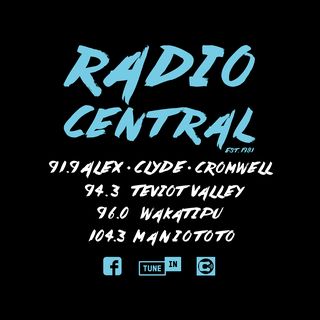 RADIO
CENTRAL
EST. 1981
91.9 ALEX · CLYDE · CROMWELL
94.3 TEVIOT VALLEY
96.0 WAKATIPU
104.3 MANIOTOTO
f TUNE IN C